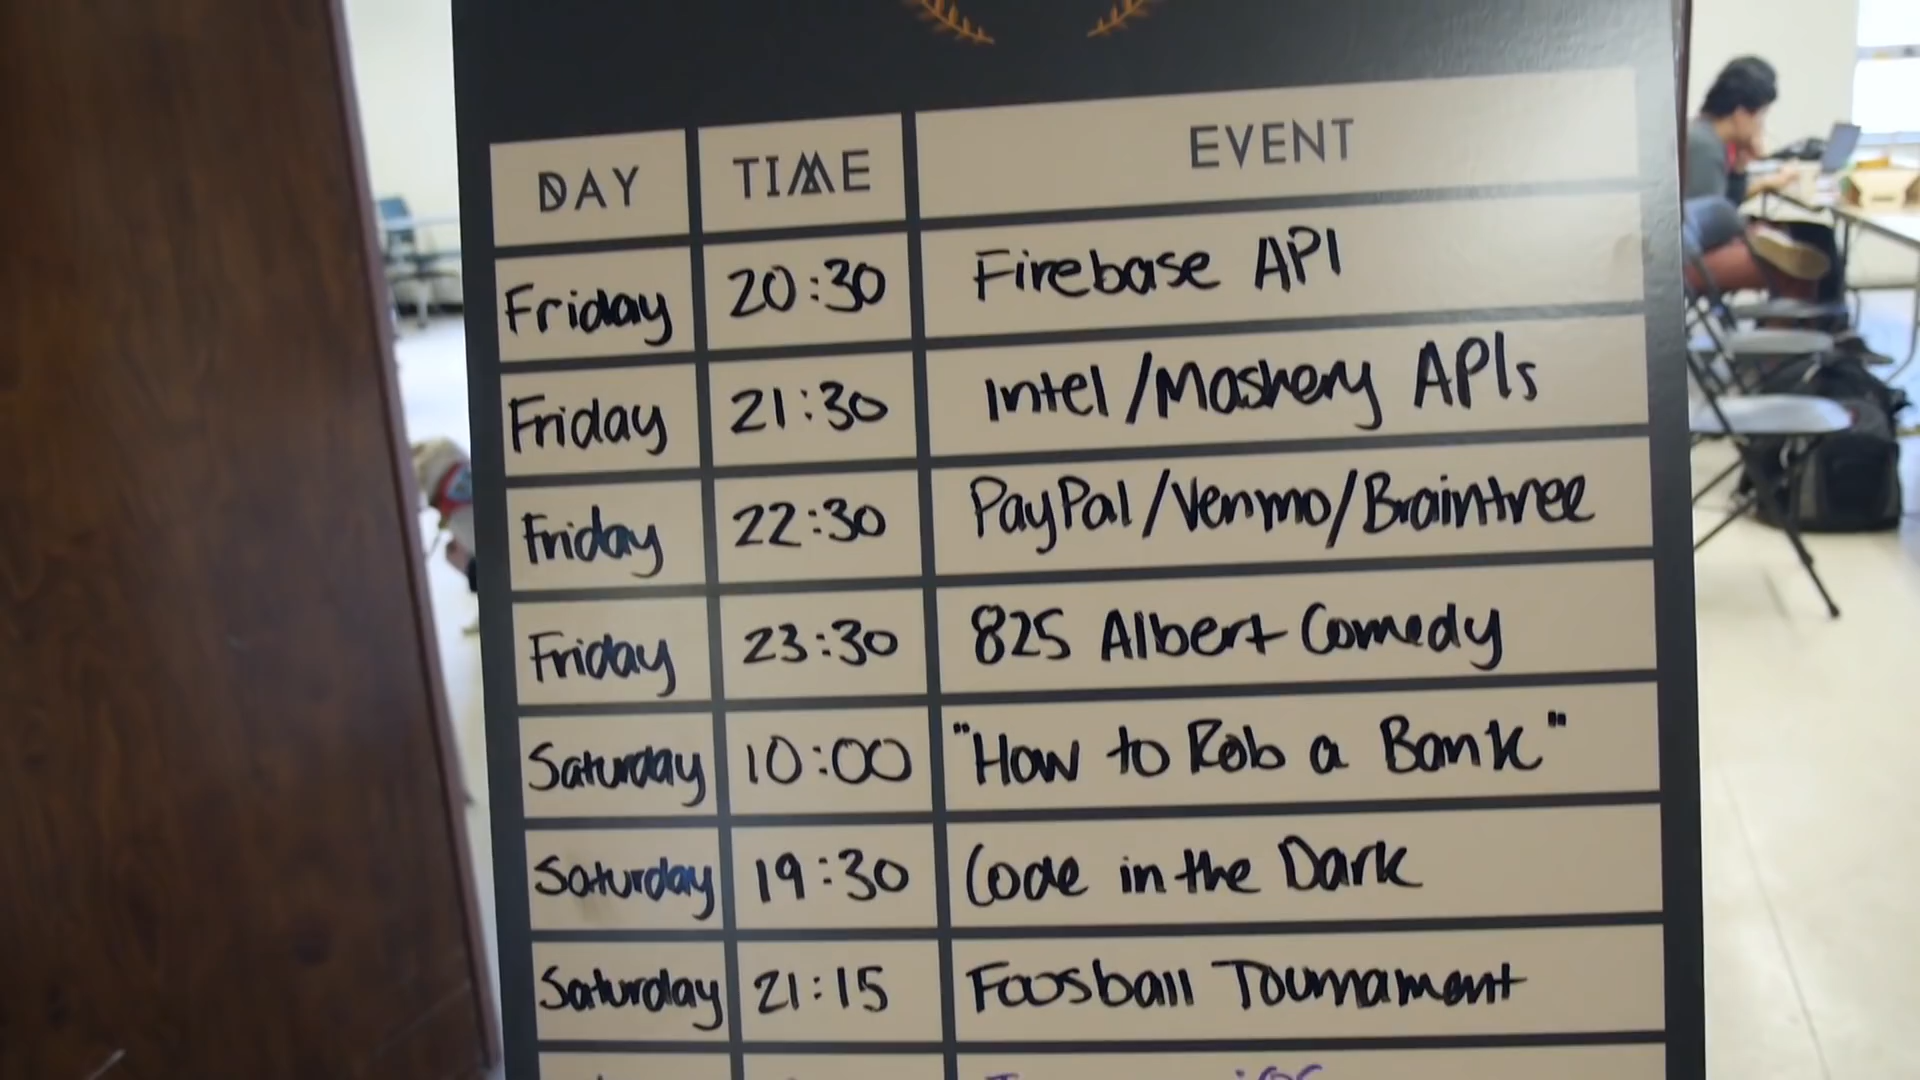 DAY TIME EVENT
Friday 20:30 Firebase API
Friday 21:30 Intel/Mashery APIs
Friday 22:30 PayPal/Venmo/Braintree
Friday 23:30 825 Albert Comedy
Saturday 10:00 "How to Rob a Bank"
Saturday 19:30 Code in the Dark
Saturday 21:15 Foosball Tournament